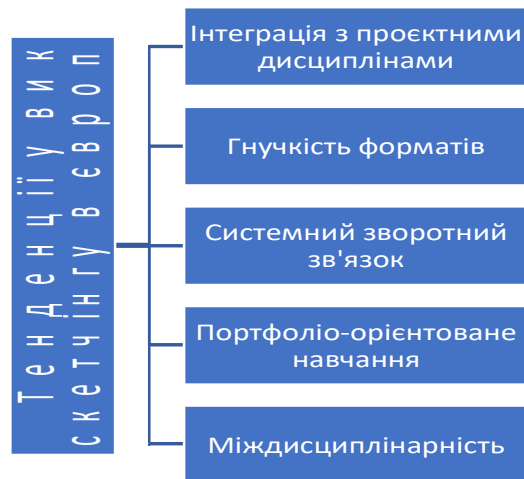 Тенденції у вик
скетчінгу в європ
Інтеграція з проєктними
дисциплінами
Гнучкість форматів
Системний зворотний
зв'язок
Портфоліо-орієнтоване
навчання
Міждисциплінарність